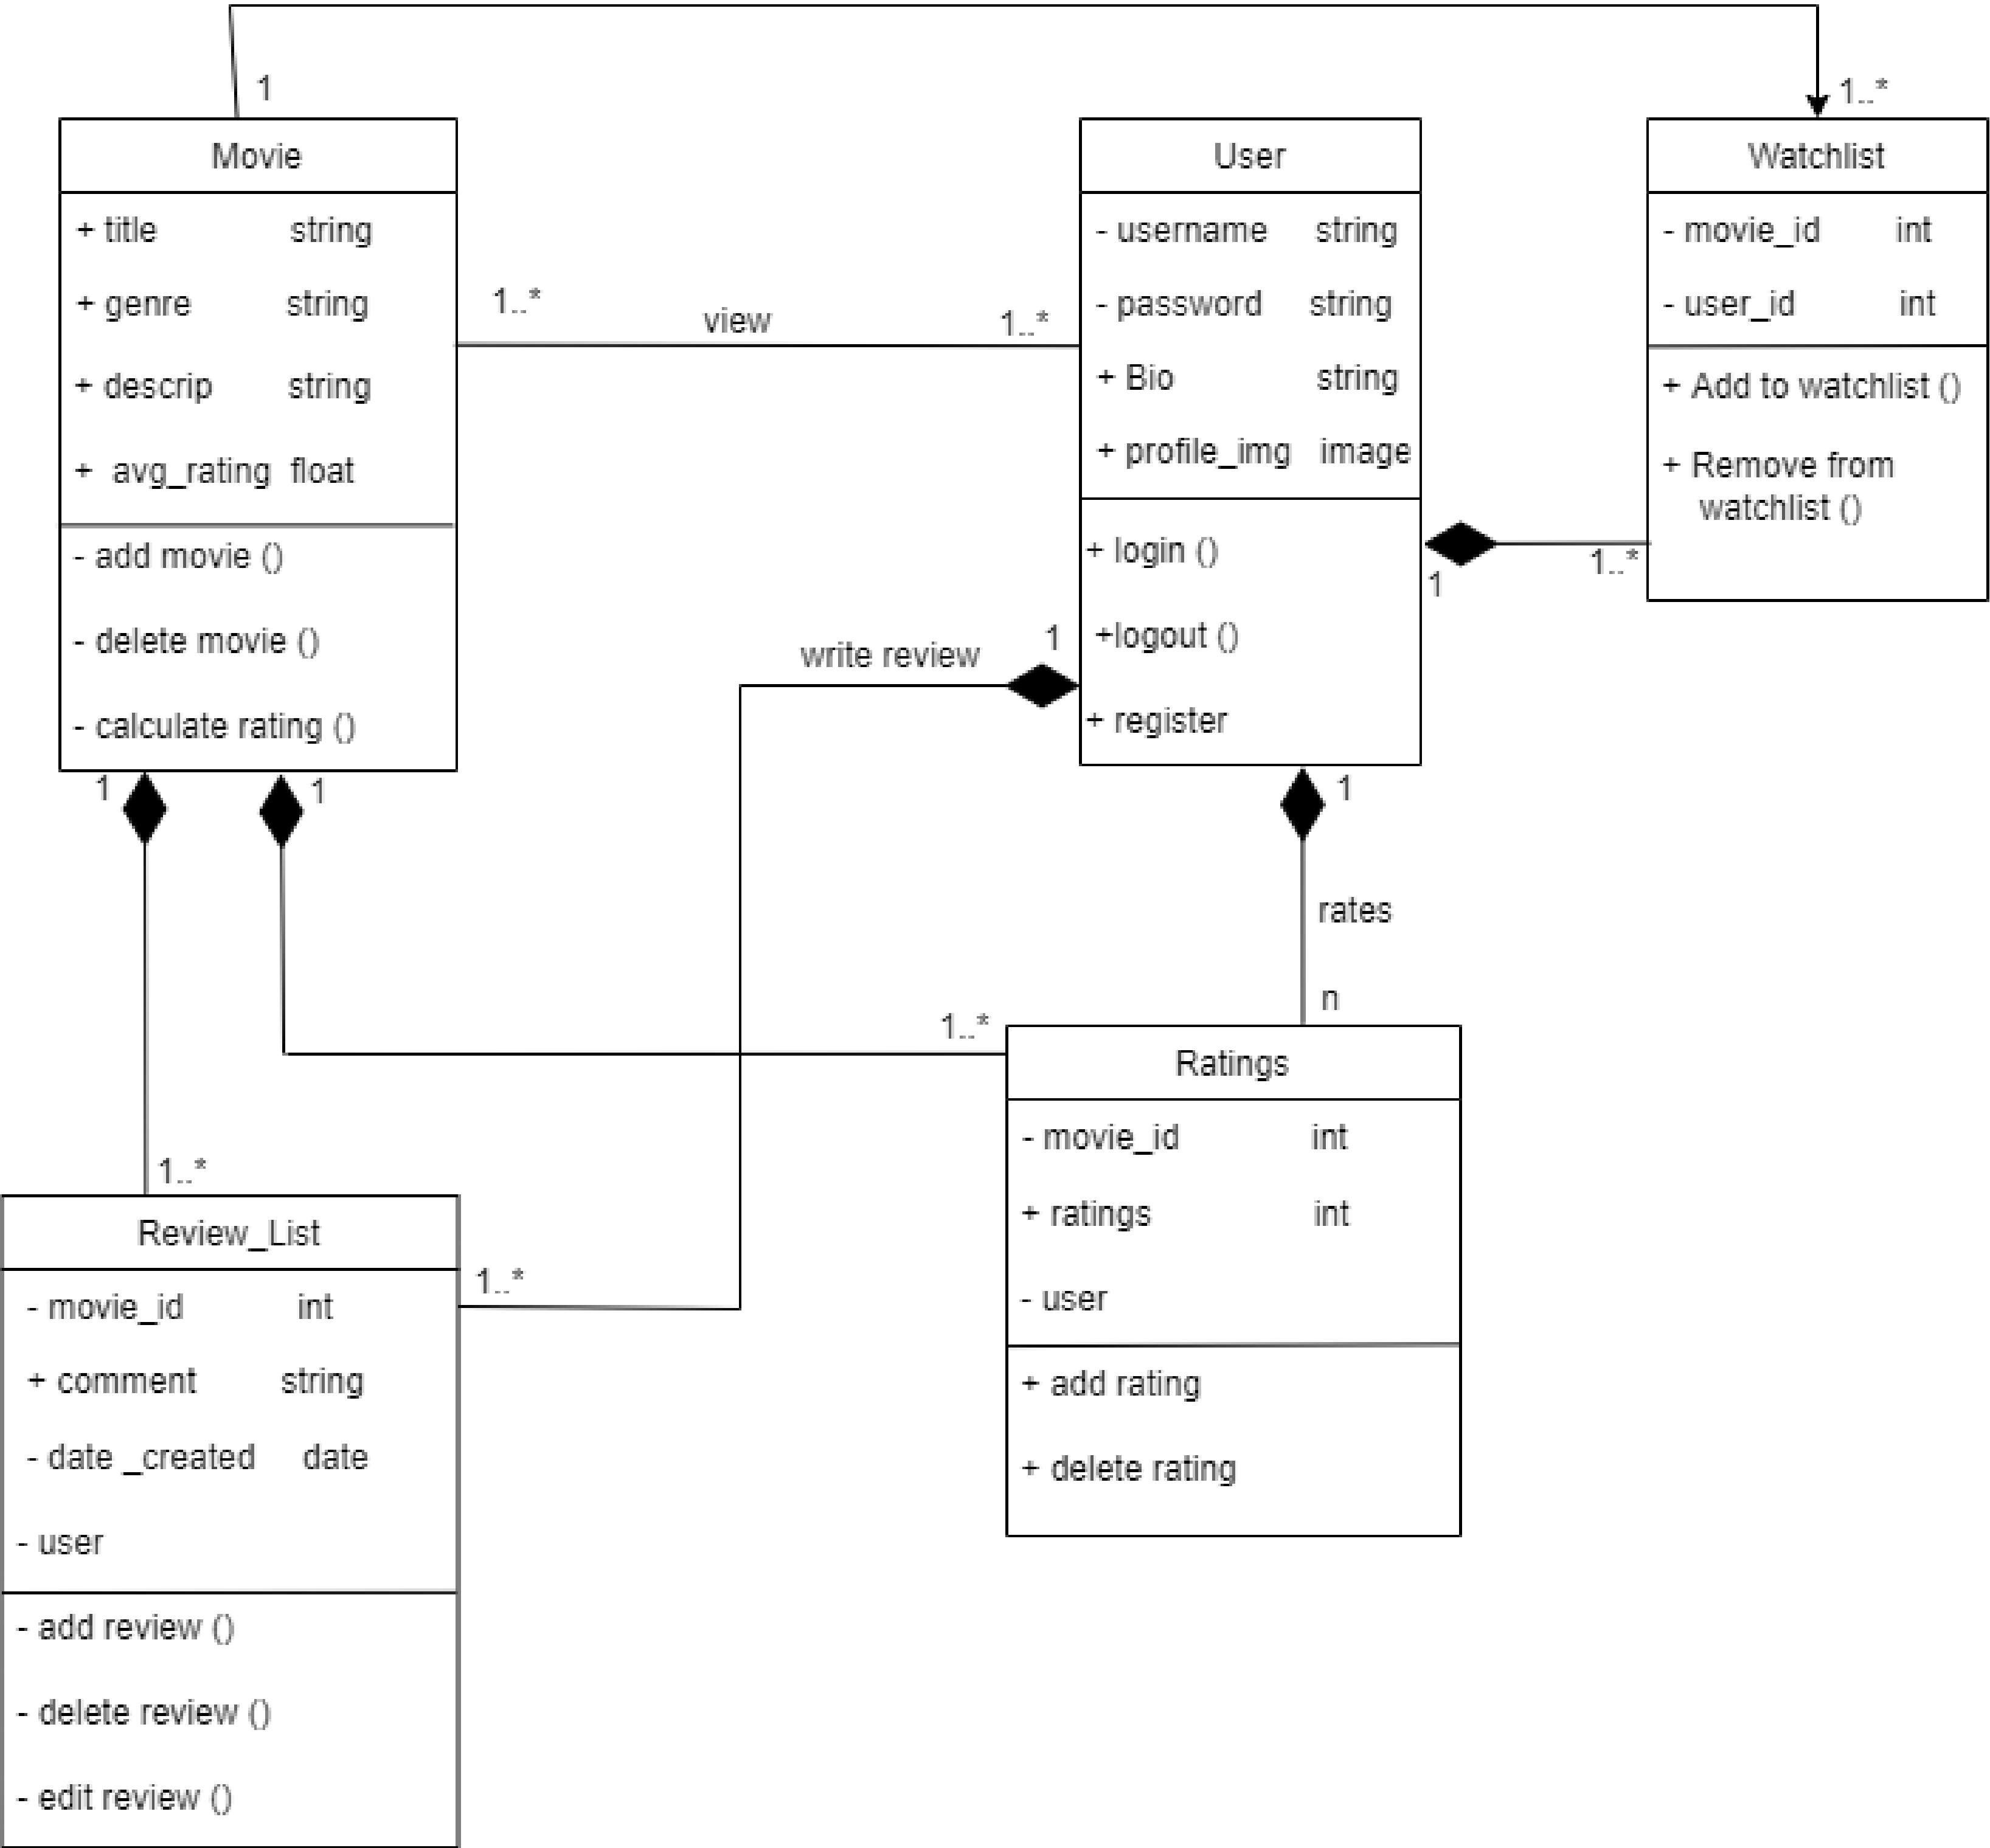 1
1..*
Movie
+ title string
+ genre string
+ descrip string
+ avg_rating float
- add movie ()
- delete movie ()
- calculate rating ()
1..*
view
1..*
User
- username string
- password string
+ Bio string
+ profile_img image
+ login ()
+logout ()
+ register
Watchlist
- movie_id int
- user_id int
+ Add to watchlist ()
+ Remove from
watchlist ()
1
1..*
write review
1
1
1
1
rates
n
1..*
Ratings
- movie_id int
+ ratings int
- user
+ add rating
+ delete rating
1..*
Review_List
1..*
- movie_id int
+ comment string
- date _created date
- user
- add review ()
- delete review ()
- edit review ()